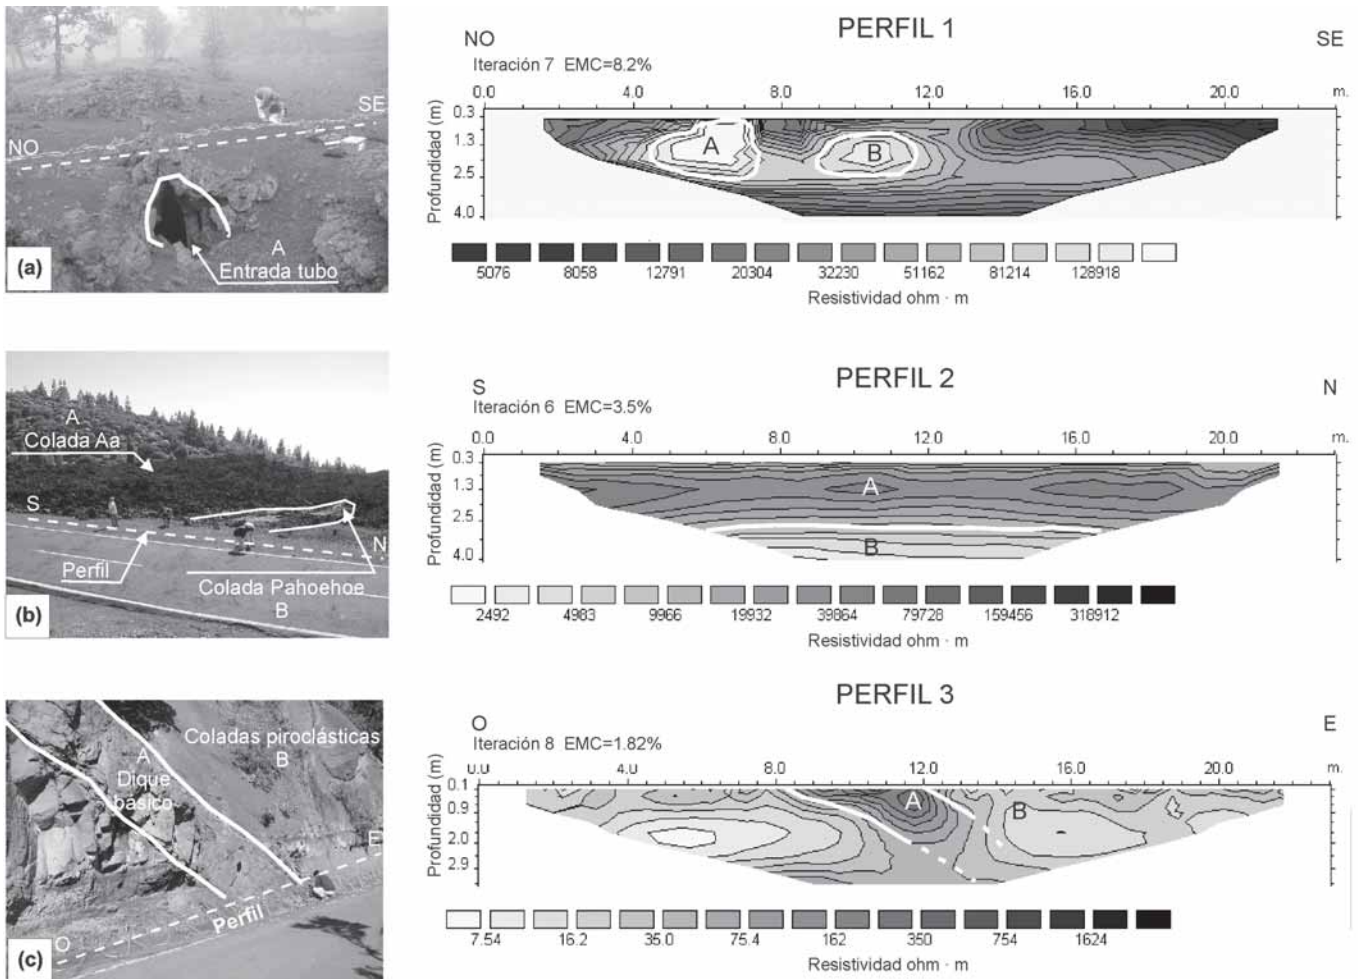 NO
SE
A
Entrada tubo
(a)
PERFIL 1
NO
SE
Iteración 7 EMC=8.2%
0.0 4.0 8.0 12.0 16.0 20.0 m.
Profundidad (m)
0.3
1.3
2.5
4.0
A
B
5076 8058 12791 20304 32230 51162 81214 128918
Resistividad ohm · m
A
Colada Aa
S
N
Perfil
Colada Pahoehoe
B
(b)
PERFIL 2
S
N
Iteración 6 EMC=3.5%
0.0 4.0 8.0 12.0 16.0 20.0 m.
Profundidad (m)
0.3
1.3
2.5
4.0
A
B
2492 4983 9966 19932 39864 79728 159456 318912
Resistividad ohm · m
Coladas piroclásticas
B
A
Dique
básico
E
Perfil
O
(c)
PERFIL 3
O
E
Iteración 8 EMC=1.82%
0.0 4.0 8.0 12.0 16.0 20.0 m.
Profundidad (m)
0.1
0.9
2.0
2.9
A
B
7.54 16.2 35.0 75.4 162 350 754 1624
Resistividad ohm · m